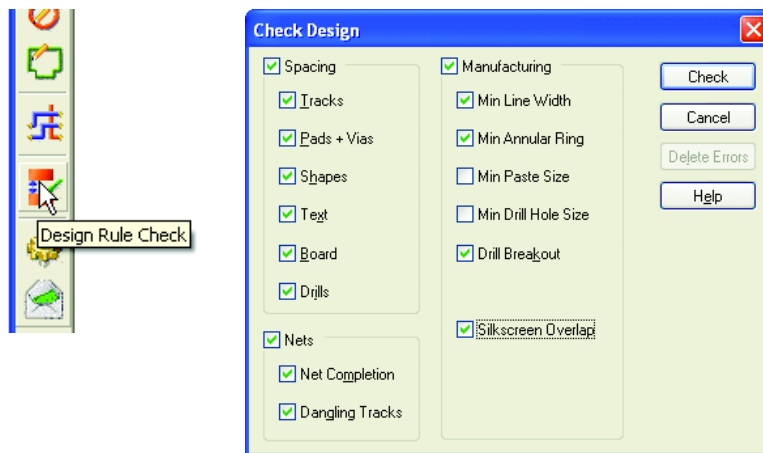 Design Rule Check
Check Design
Spacing
Tracks
Pads + Vias
Shapes
Text
Board
Drills
Nets
Net Completion
Dangling Tracks
Manufacturing
Min Line Width
Min Annular Ring
Min Paste Size
Min Drill Hole Size
Drill Breakout
Silkscreen Overlap
Check
Cancel
Delete Errors
Help